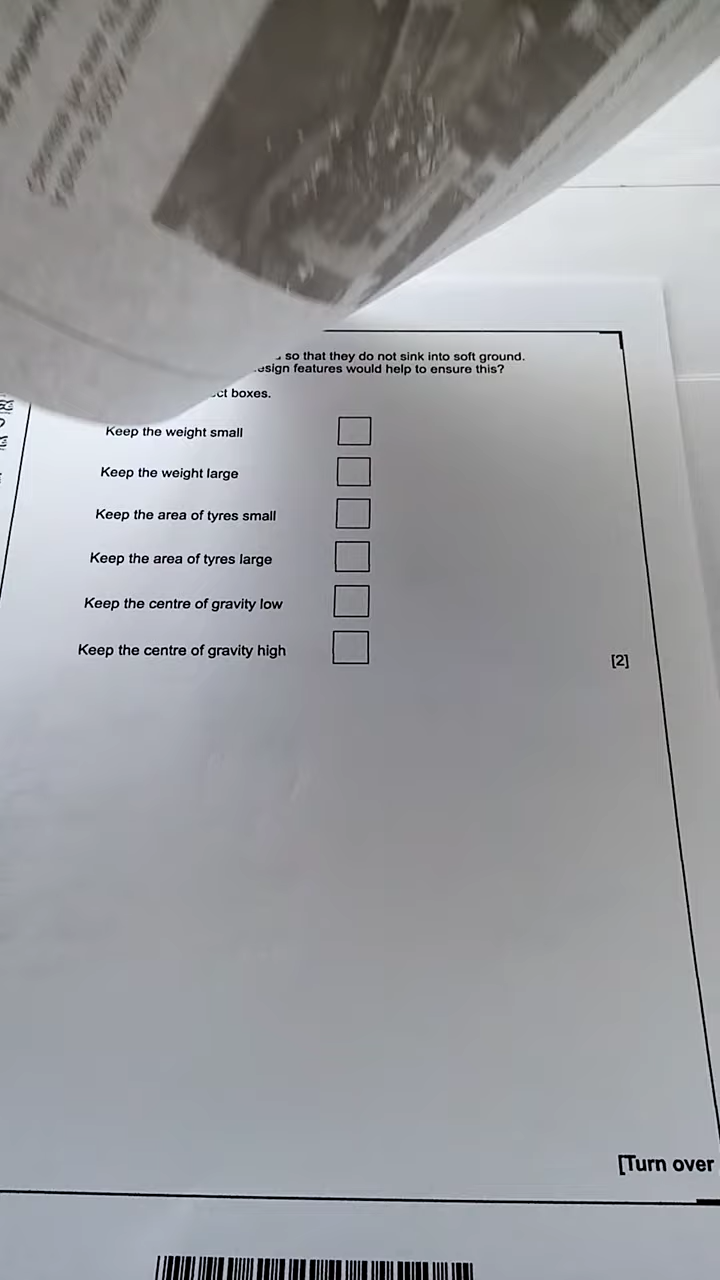 so that they do not sink into soft ground.
features would help to ensure this?
boxes.
Keep the weight small
Keep the weight large
Keep the area of tyres small
Keep the area of tyres large
Keep the centre of gravity low
Keep the centre of gravity high
[2]
[Turn over